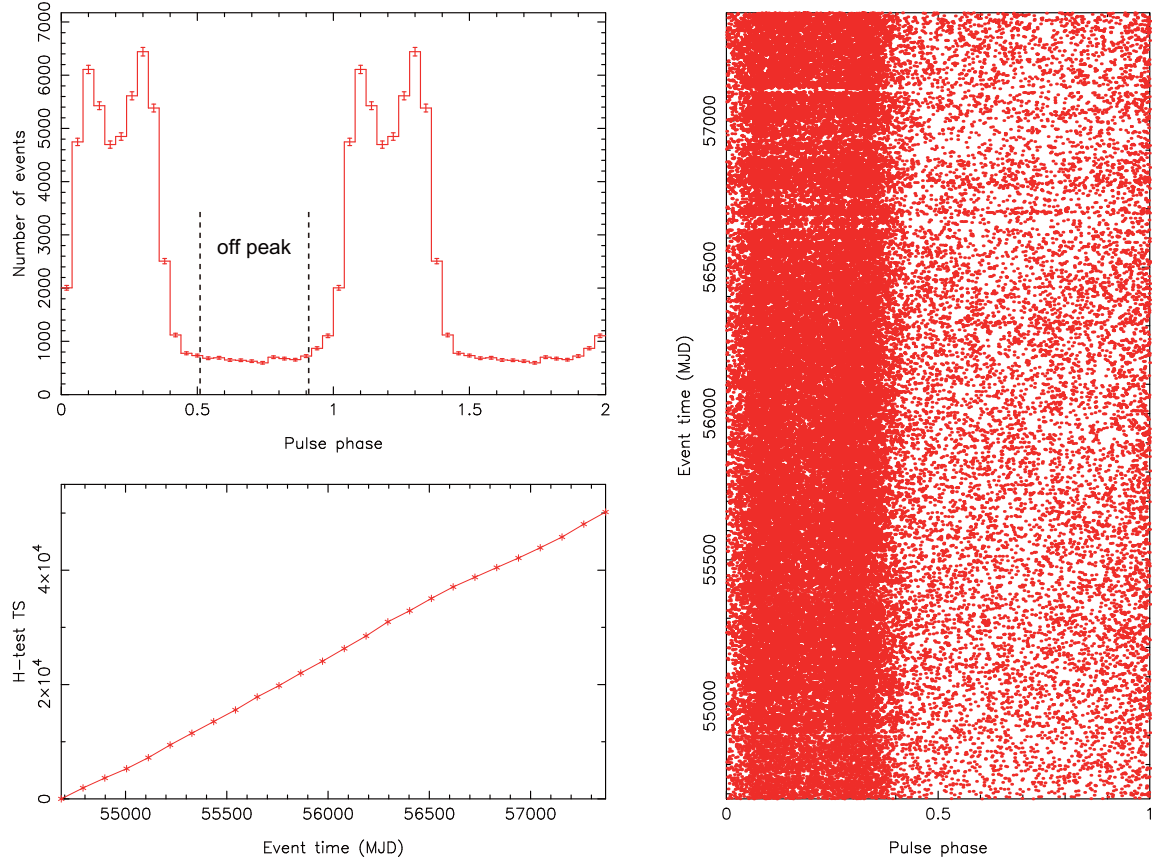 7000
6000
5000
4000
3000
2000
1000
0
Number of events
off peak
0 0.5 1 1.5 2
Pulse phase
4×10⁴
2×10⁴
0
H-test TS
55000 55500 56000 56500 57000
Event time (MJD)
57000
56500
56000
55500
55000
Event time (MJD)
0 0.5 1
Pulse phase